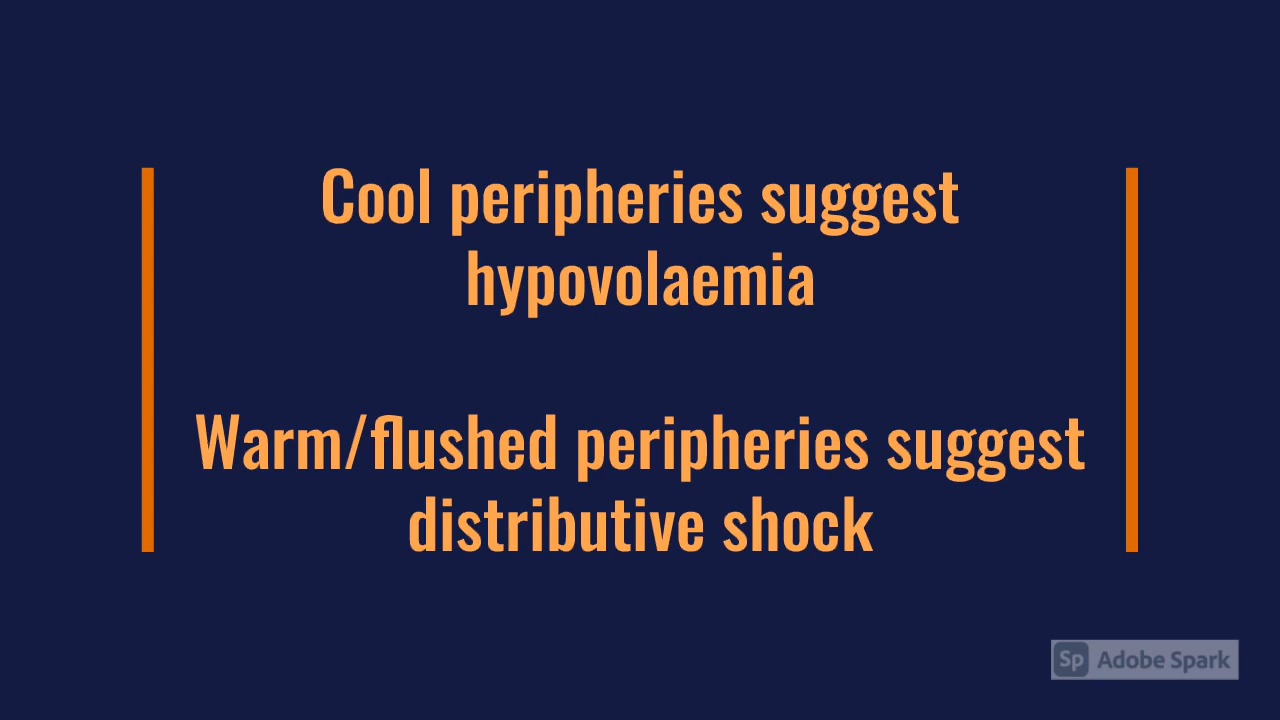 Cool peripheries suggest
hypovolaemia
Warm/flushed peripheries suggest
distributive shock
Sp Adobe Spark